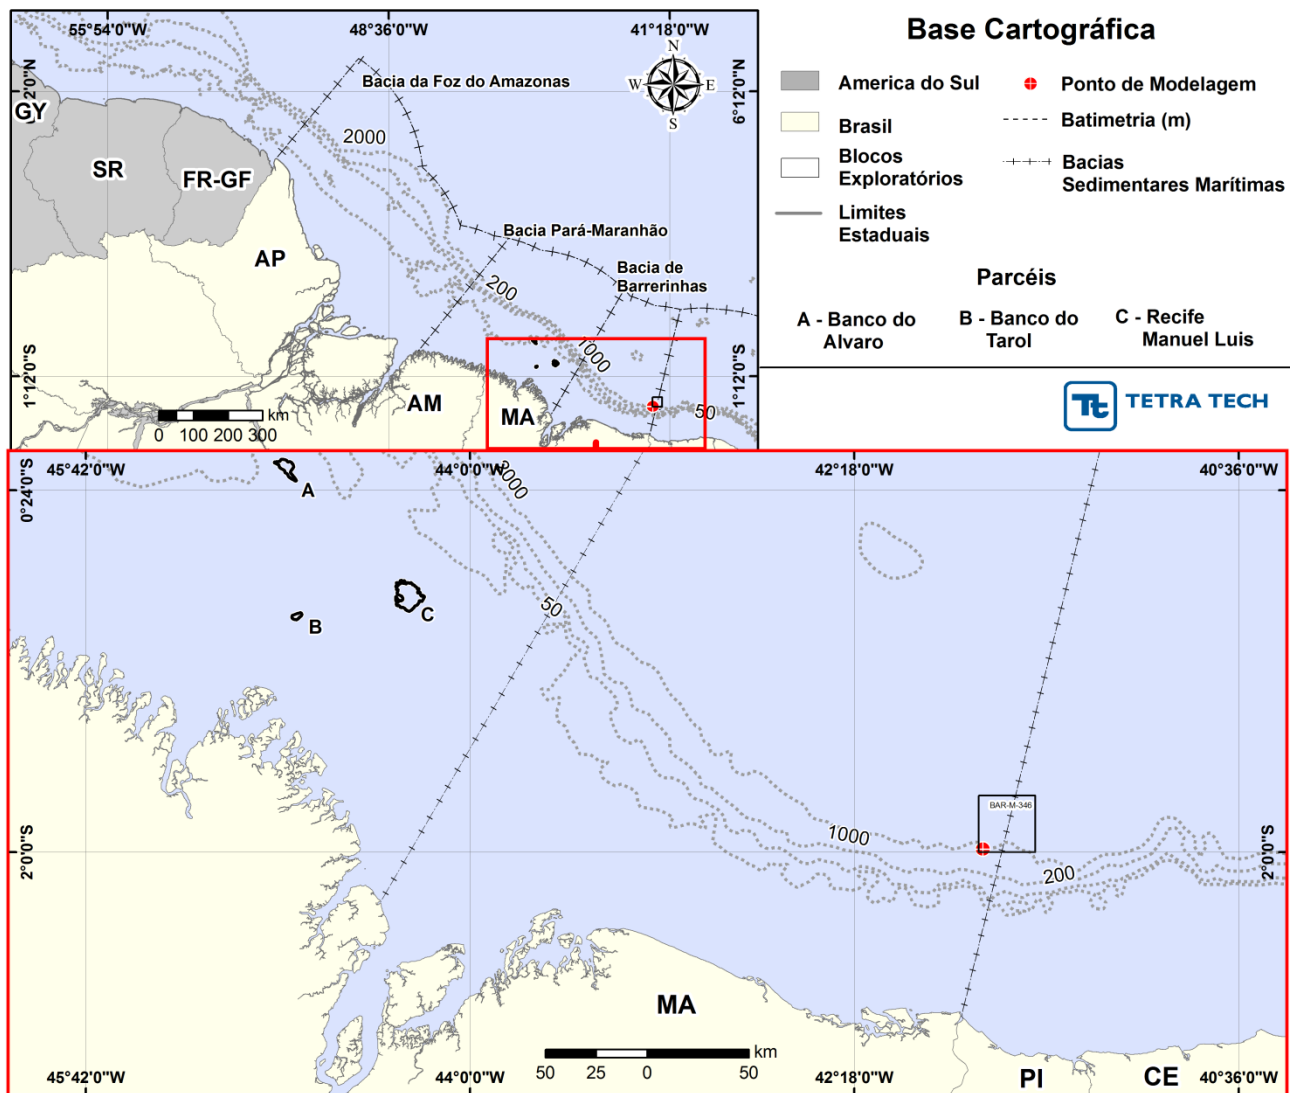 55°54'0"W
48°36'0"W
41°18'0"W
N
W
E
S
6°12'0"N
2'0"N
Bacia da Foz do Amazonas
GY
2000
SR
FR-GF
Bacia Pará-Maranhão
AP
Bacia de
Barrerinhas
200
1000
1°12'0"S
1°12'0"S
50
AM
MA
km
0 100 200 300
Base Cartográfica
America do Sul
Ponto de Modelagem
Brasil
Batimetria (m)
Blocos
Exploratórios
Bacias
Sedimentares Marítimas
Limites
Estaduais
Parcéis
A - Banco do
Alvaro
B - Banco do
Tarol
C - Recife
Manuel Luis
Tt
TETRA TECH
45°42'0"W
44°0'0"W
42°18'0"W
40°36'0"W
0°24'0"S
A
50
B
C
BAR-M-346
1000
200
2°0'0"S
MA
km
50 25 0 50
PI
CE
45°42'0"W
44°0'0"W
42°18'0"W
40°36'0"W